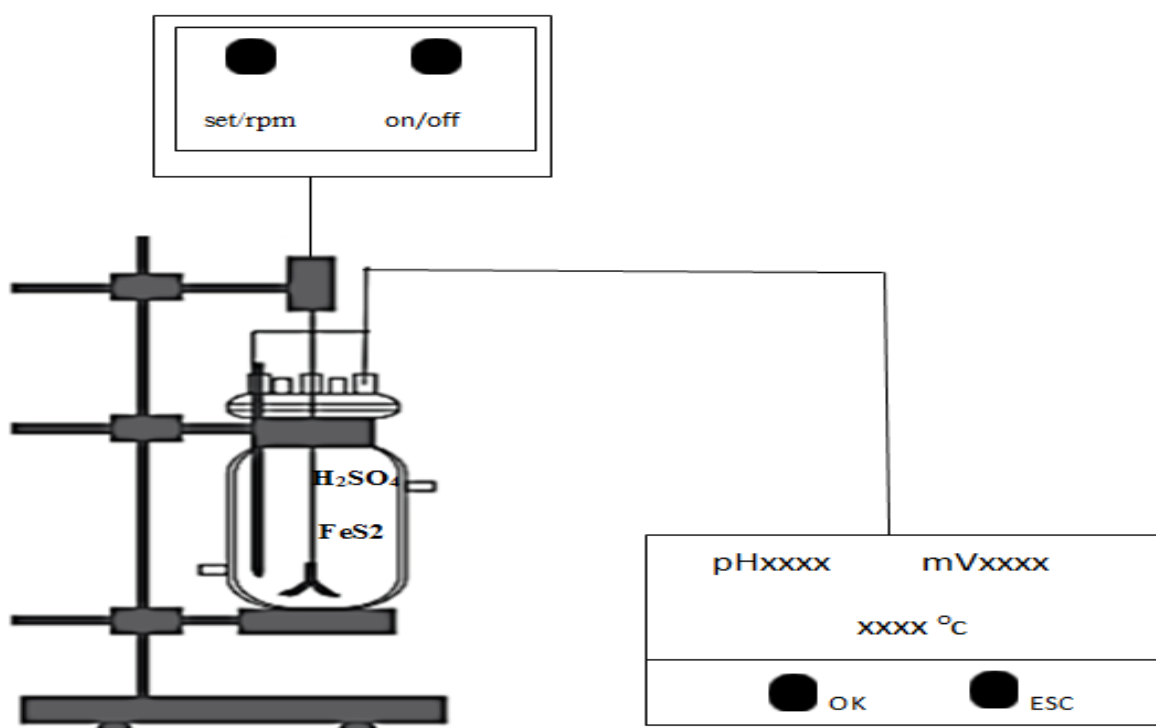 set/rpm on/off
H₂SO₄
FeS2
pHxxxx mVxxxx
xxxx °c
OK ESC